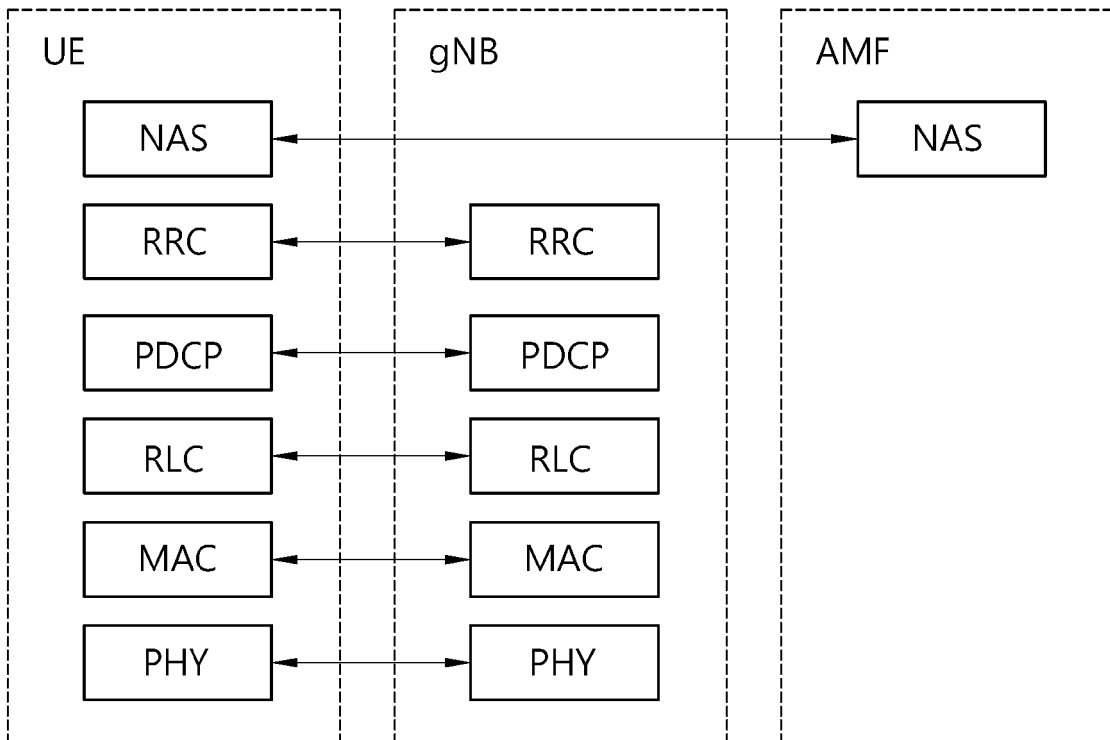 UE gNB AMF
NAS NAS
RRC RRC
PDCP PDCP
RLC RLC
MAC MAC
PHY PHY